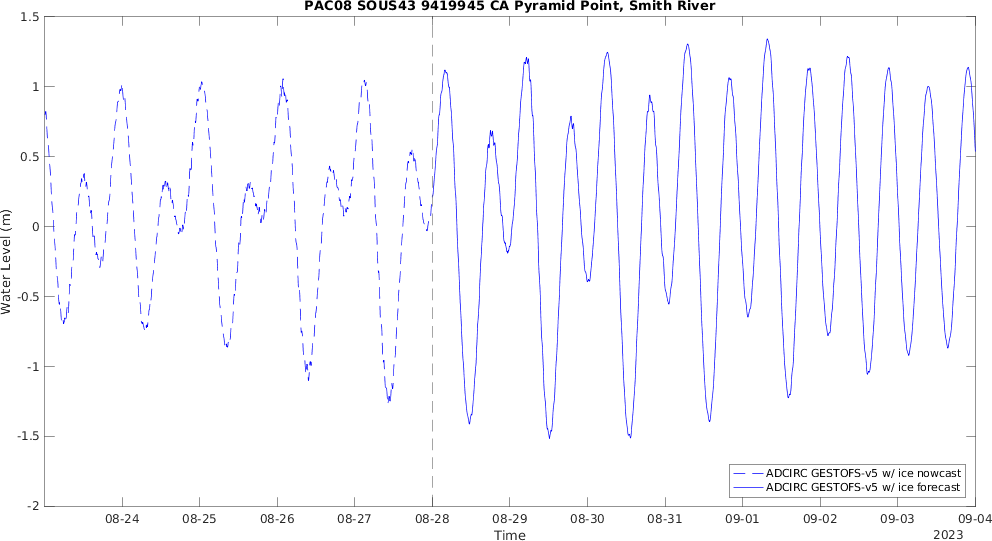 PAC08 SOUS43 9419945 CA Pyramid Point, Smith River
Water Level (m)
1.5
1
0.5
0
-0.5
-1
-1.5
-2
08-24 08-25 08-26 08-27 08-28 08-29 08-30 08-31 09-01 09-02 09-03 09-04
Time
2023
ADCIRC GESTOFS-v5 w/ ice nowcast
ADCIRC GESTOFS-v5 w/ ice forecast